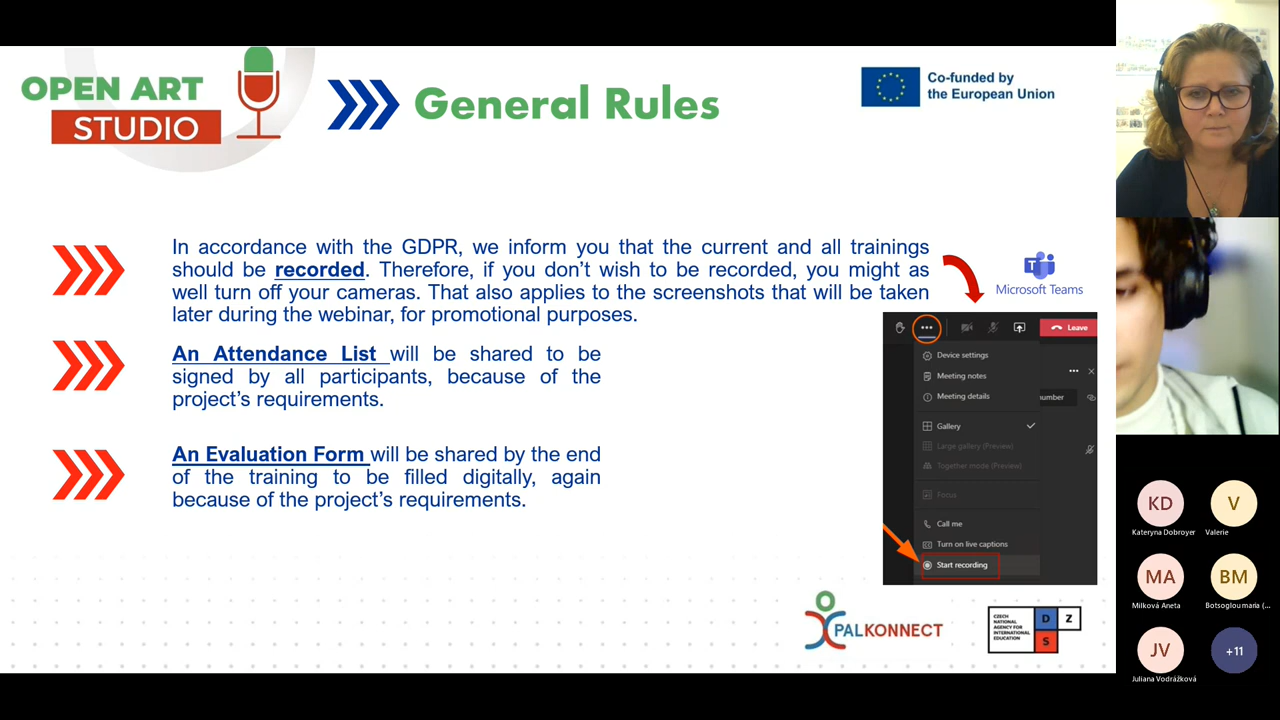 OPEN ART
STUDIO
General Rules
Co-funded by
the European Union
In accordance with the GDPR, we inform you that the current and all trainings
should be recorded. Therefore, if you don't wish to be recorded, you might as
well turn off your cameras. That also applies to the screenshots that will be taken
later during the webinar, for promotional purposes.
An Attendance List will be shared to be
signed by all participants, because of the
project's requirements.
An Evaluation Form will be shared by the end
of the training to be filled digitally, again
because of the project's requirements.
T
Microsoft Teams
Leave
Device settings
Meeting notes
Meeting details
umber
Gallery
Large gallery (Preview)
Together mode (Preview)
Focus
Call me
CC Turn on live captions
Start recording
PALKONNECT
CZECH
NATIONAL
AGENCY FOR
INTERNATIONAL
EDUCATION
D Z
S
KD
Kateryna Dobroyer
V
Valerie
MA
Milková Aneta
BM
Botsoglou maria (...
JV
Juliana Vodrážková
+11